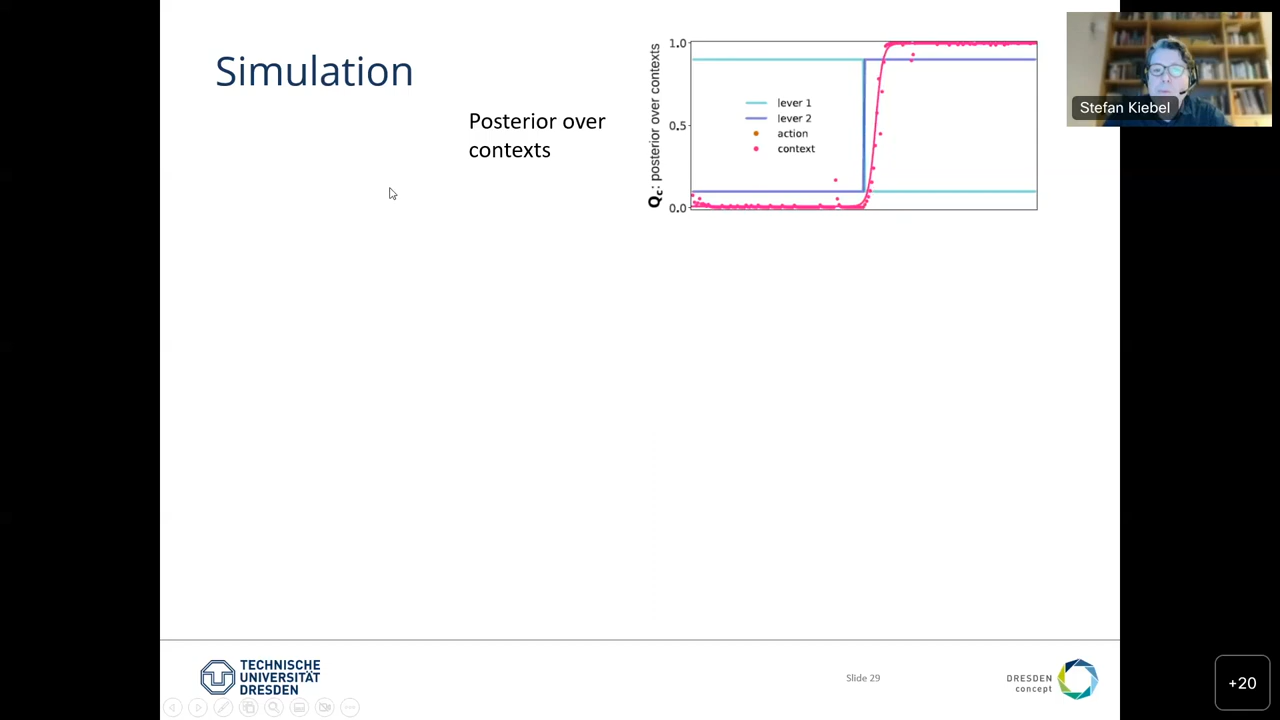 Simulation
Posterior over
contexts
Qc: posterior over contexts
1.0
0.5
0.0
lever 1
lever 2
action
context
Stefan Kiebel
TECHNISCHE
UNIVERSITÄT
DRESDEN
Slide 29
DRESDEN
concept
+20